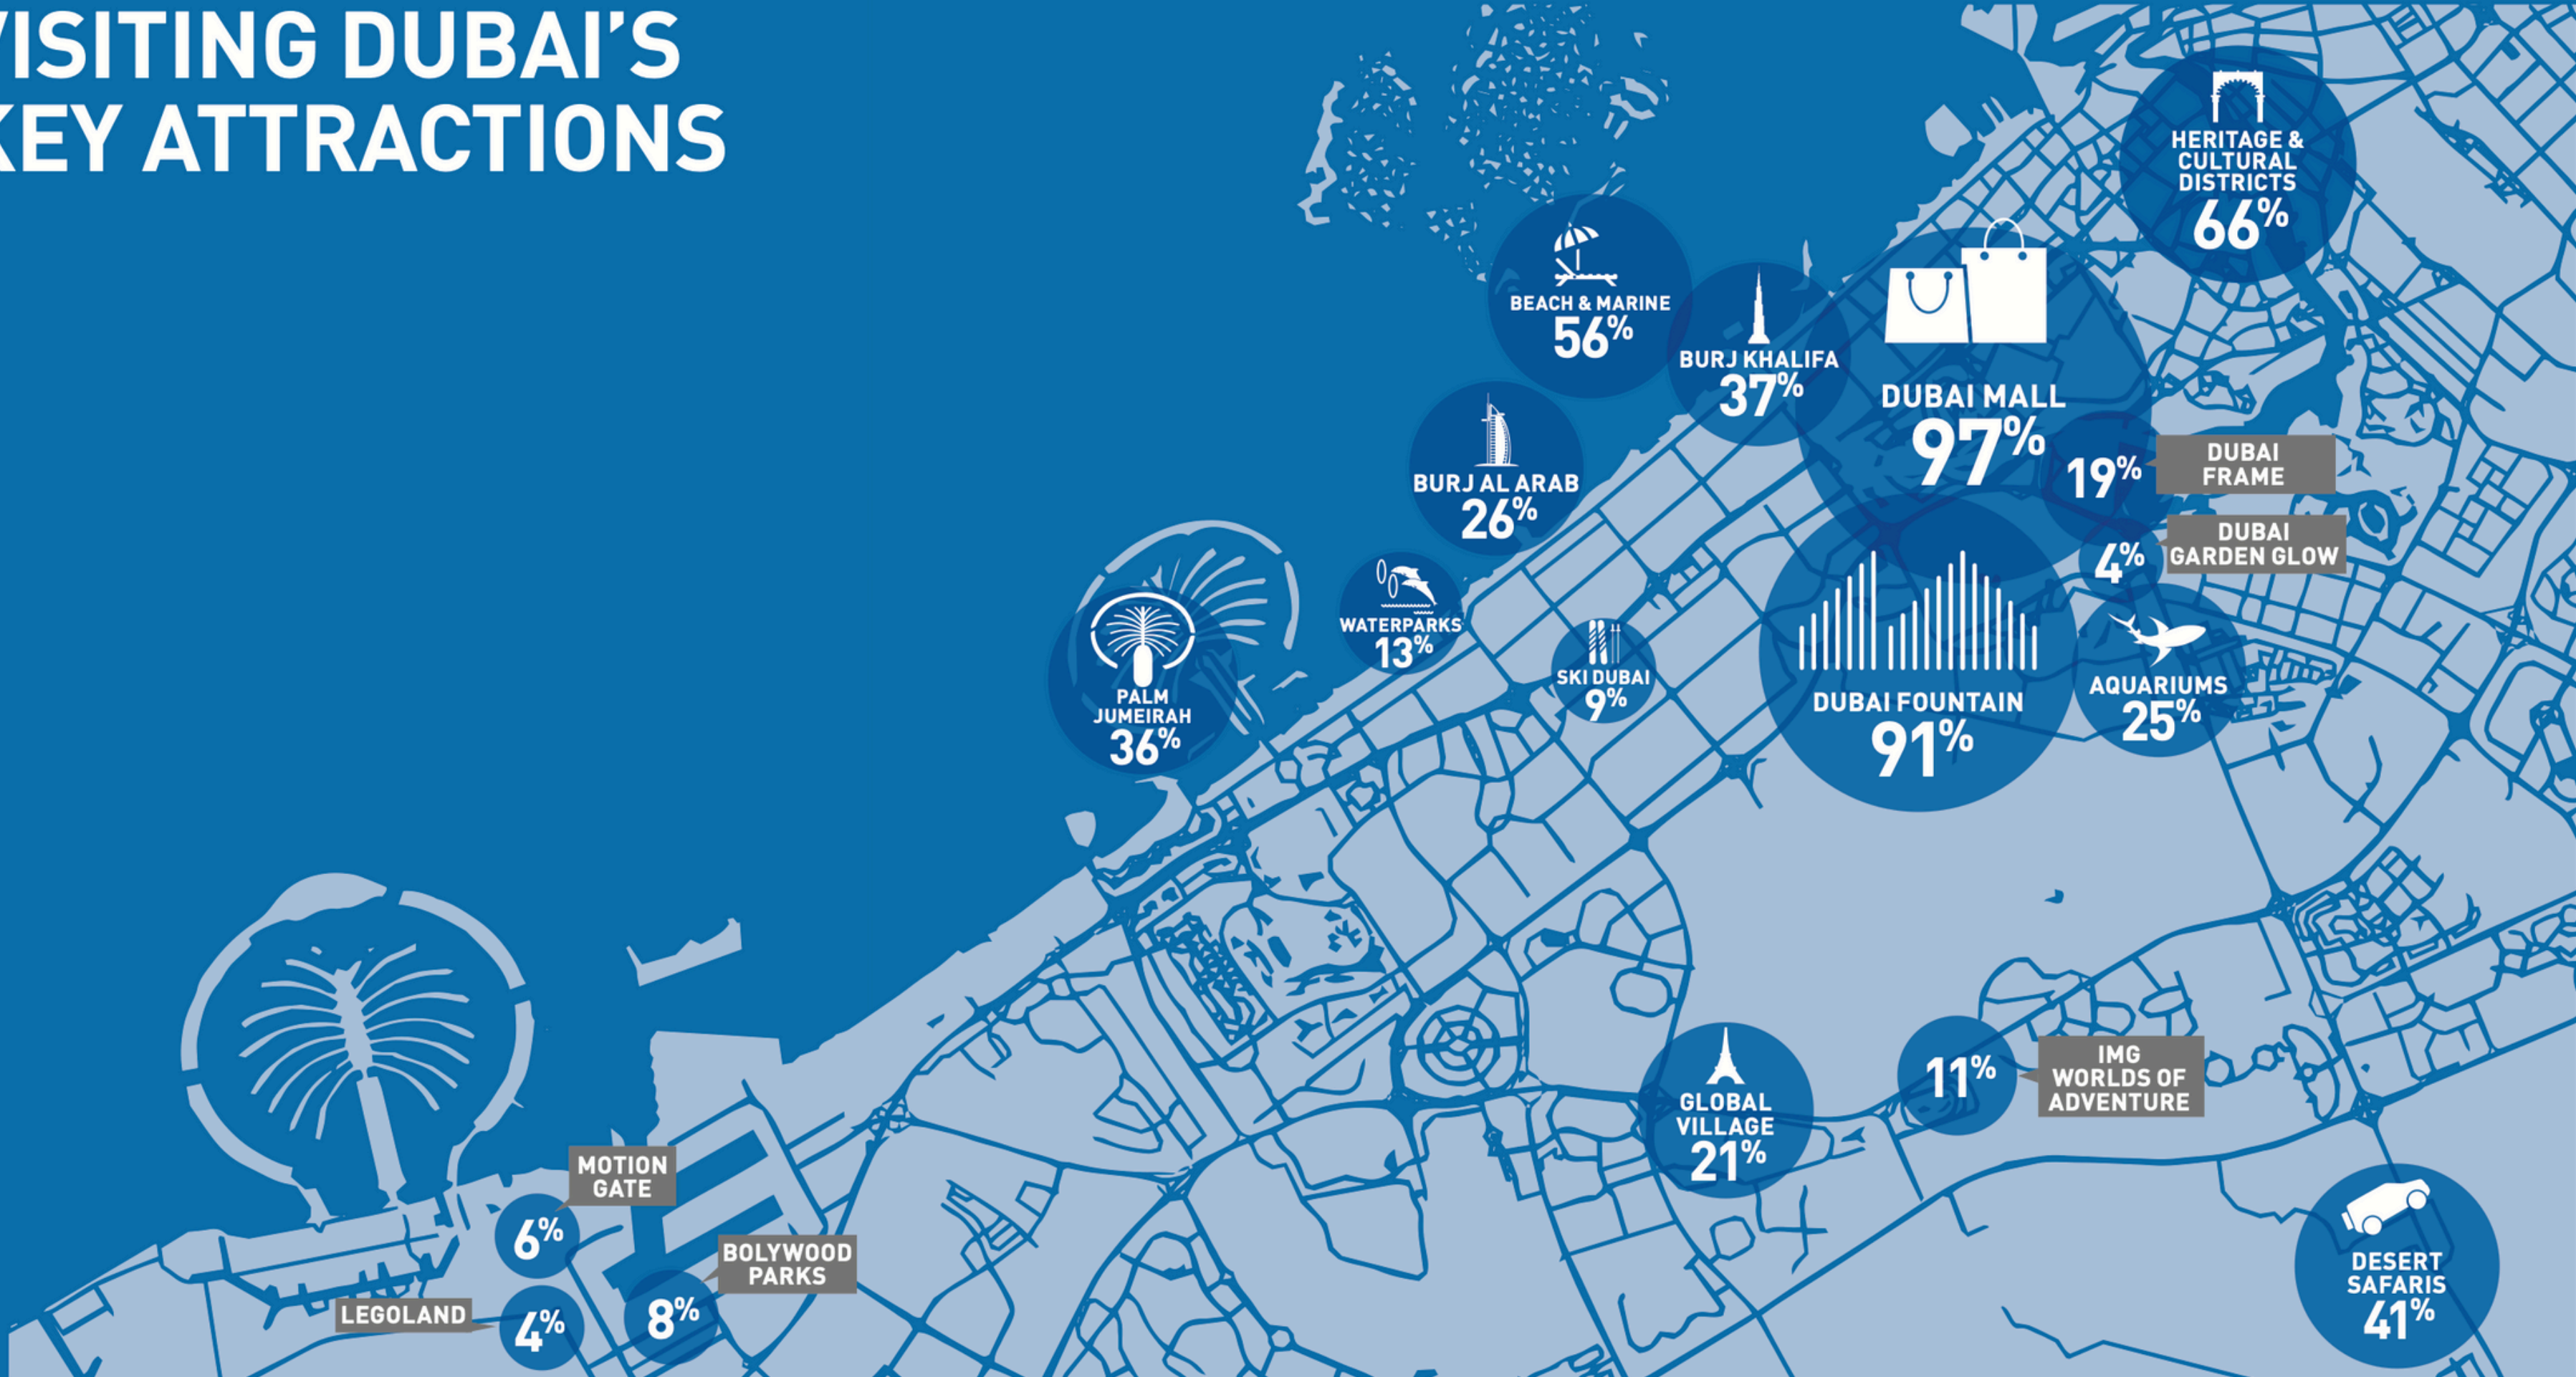 VISITING DUBAI'S
KEY ATTRACTIONS
HERITAGE &
CULTURAL
DISTRICTS
66%
BEACH & MARINE
56%
BURJ KHALIFA
37%
DUBAI MALL
97%
BURJ AL ARAB
26%
19%
DUBAI
FRAME
4%
DUBAI
GARDEN GLOW
WATERPARKS
13%
SKI DUBAI
9%
DUBAI FOUNTAIN
91%
AQUARIUMS
25%
PALM
JUMEIRAH
36%
GLOBAL
VILLAGE
21%
11%
IMG
WORLDS OF
ADVENTURE
MOTION
GATE
6%
BOLYWOOD
PARKS
8%
LEGOLAND
4%
DESERT
SAFARIS
41%